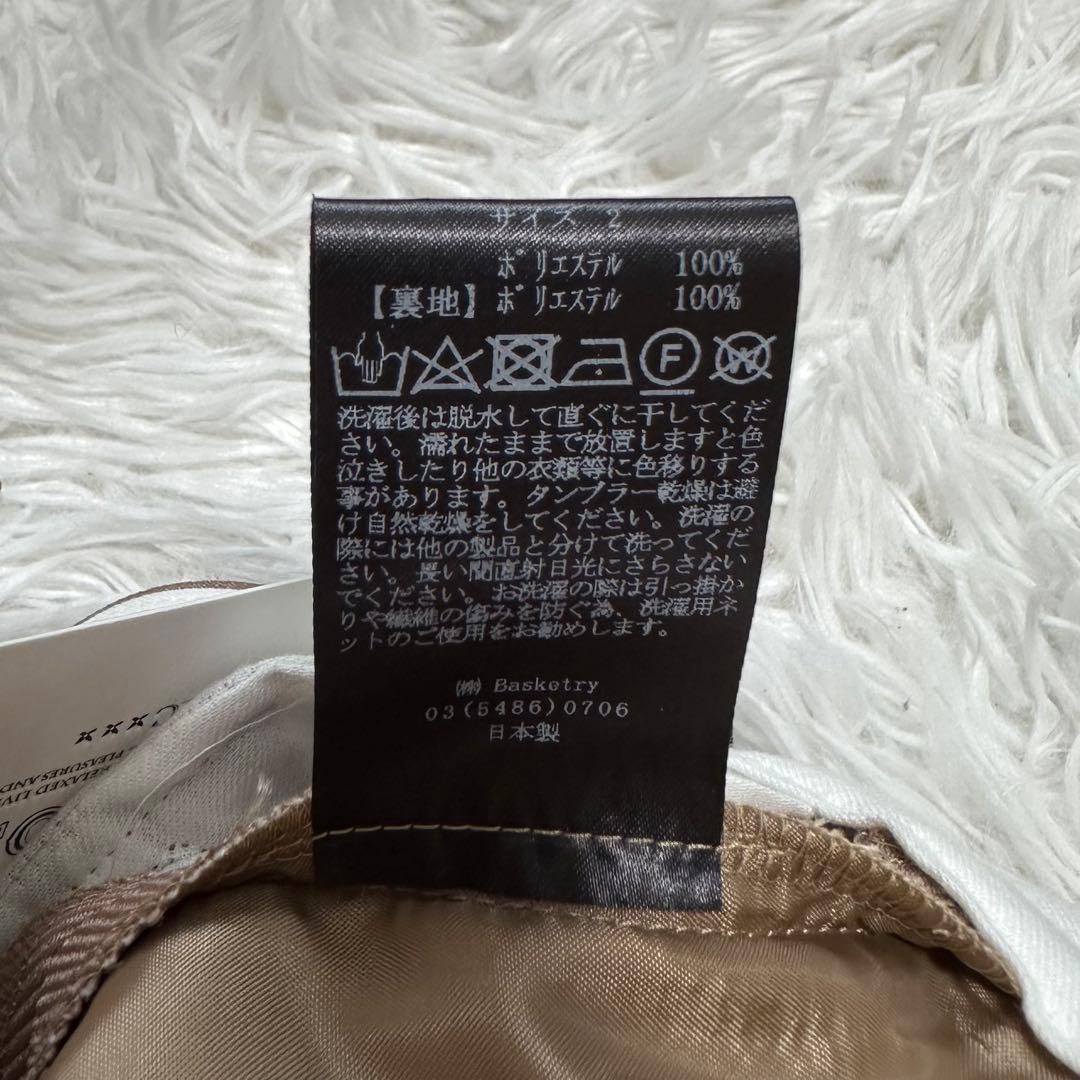 サイズ 2
ポリエステル 100%
【裏地】ポリエステル 100%
F
W
洗濯後は脱水して直ぐに干してくだ
さい。濡れたままで放置しますと色
泣きしたり他の衣類等に色移りする
事があります。タンブラー乾燥は避
け自然乾燥をしてください。洗濯の
際には他の製品と分けて洗ってくだ
さい。長い間直射日光にさらさない
でください。お洗濯の際は引っ掛か
りや繊維の傷みを防ぐ為、洗濯用ネ
ットのご使用をお勧めします。
㈱ Basketry
03(5486)0706
日本製
PLEASURES AND
RELAXED LIV